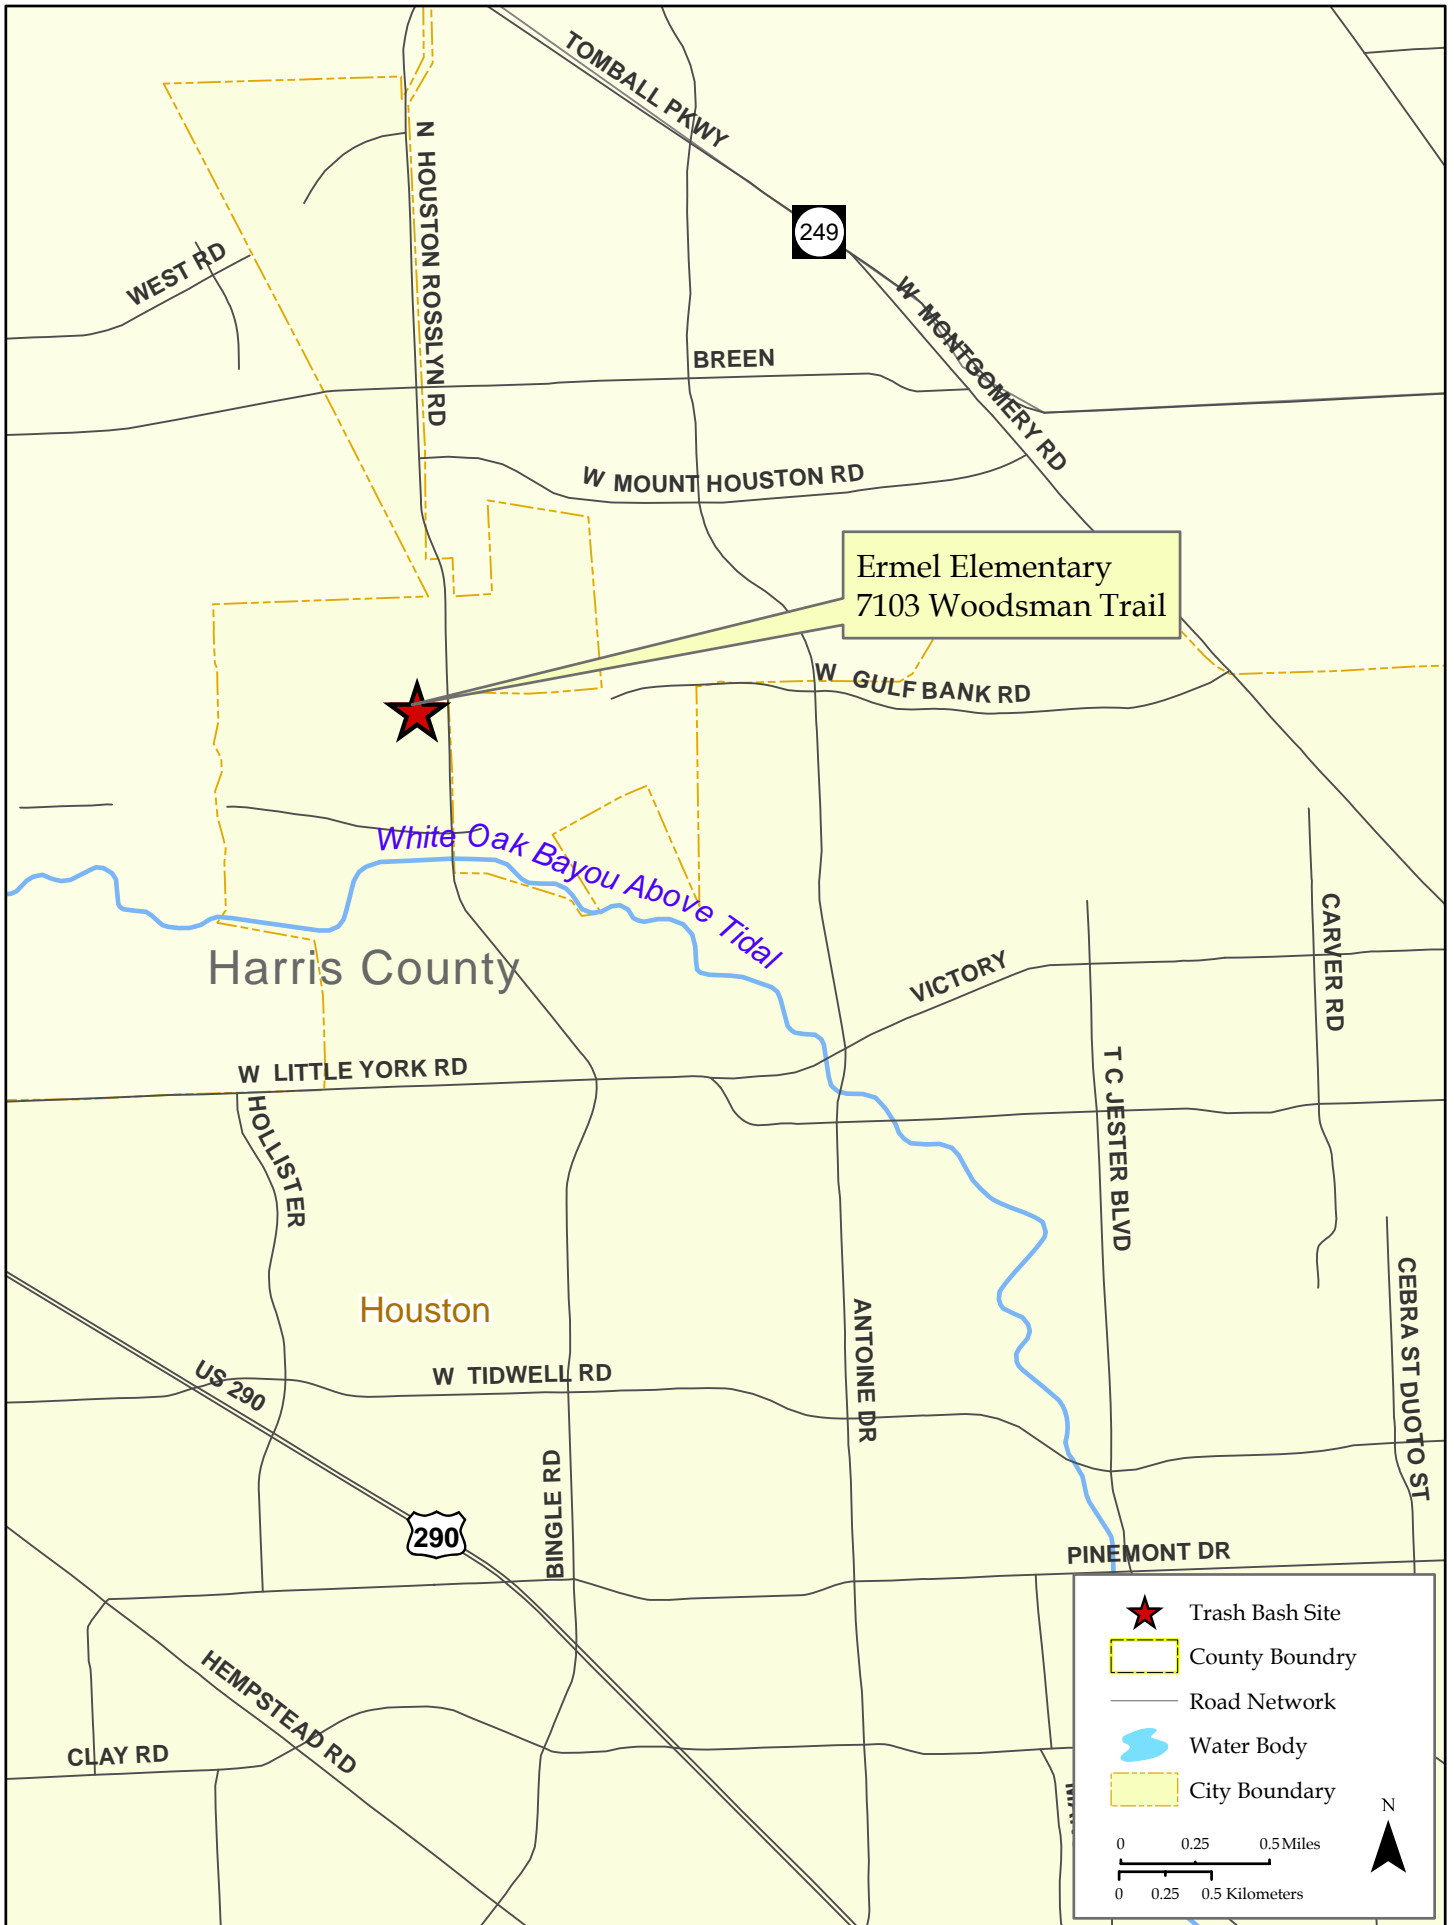 TOMBALL PKWY
N HOUSTON ROSSLYN RD
249
WEST RD
W MONTGOMERY RD
BREEN
W MOUNT HOUSTON RD
Ermel Elementary
7103 Woodsman Trail
W GULF BANK RD
White Oak Bayou Above Tidal
CARVER RD
Harris County
VICTORY
W LITTLE YORK RD
T C JESTER BLVD
HOLLISTER
CEBRA ST DUOTO ST
Houston
ANTOINE DR
US 290
W TIDWELL RD
BINGLE RD
290
PINEMONT DR
HEMPSTEAD RD
CLAY RD
Trash Bash Site
County Boundry
Road Network
Water Body
City Boundary
N
0 0.25 0.5 Miles
0 0.25 0.5 Kilometers